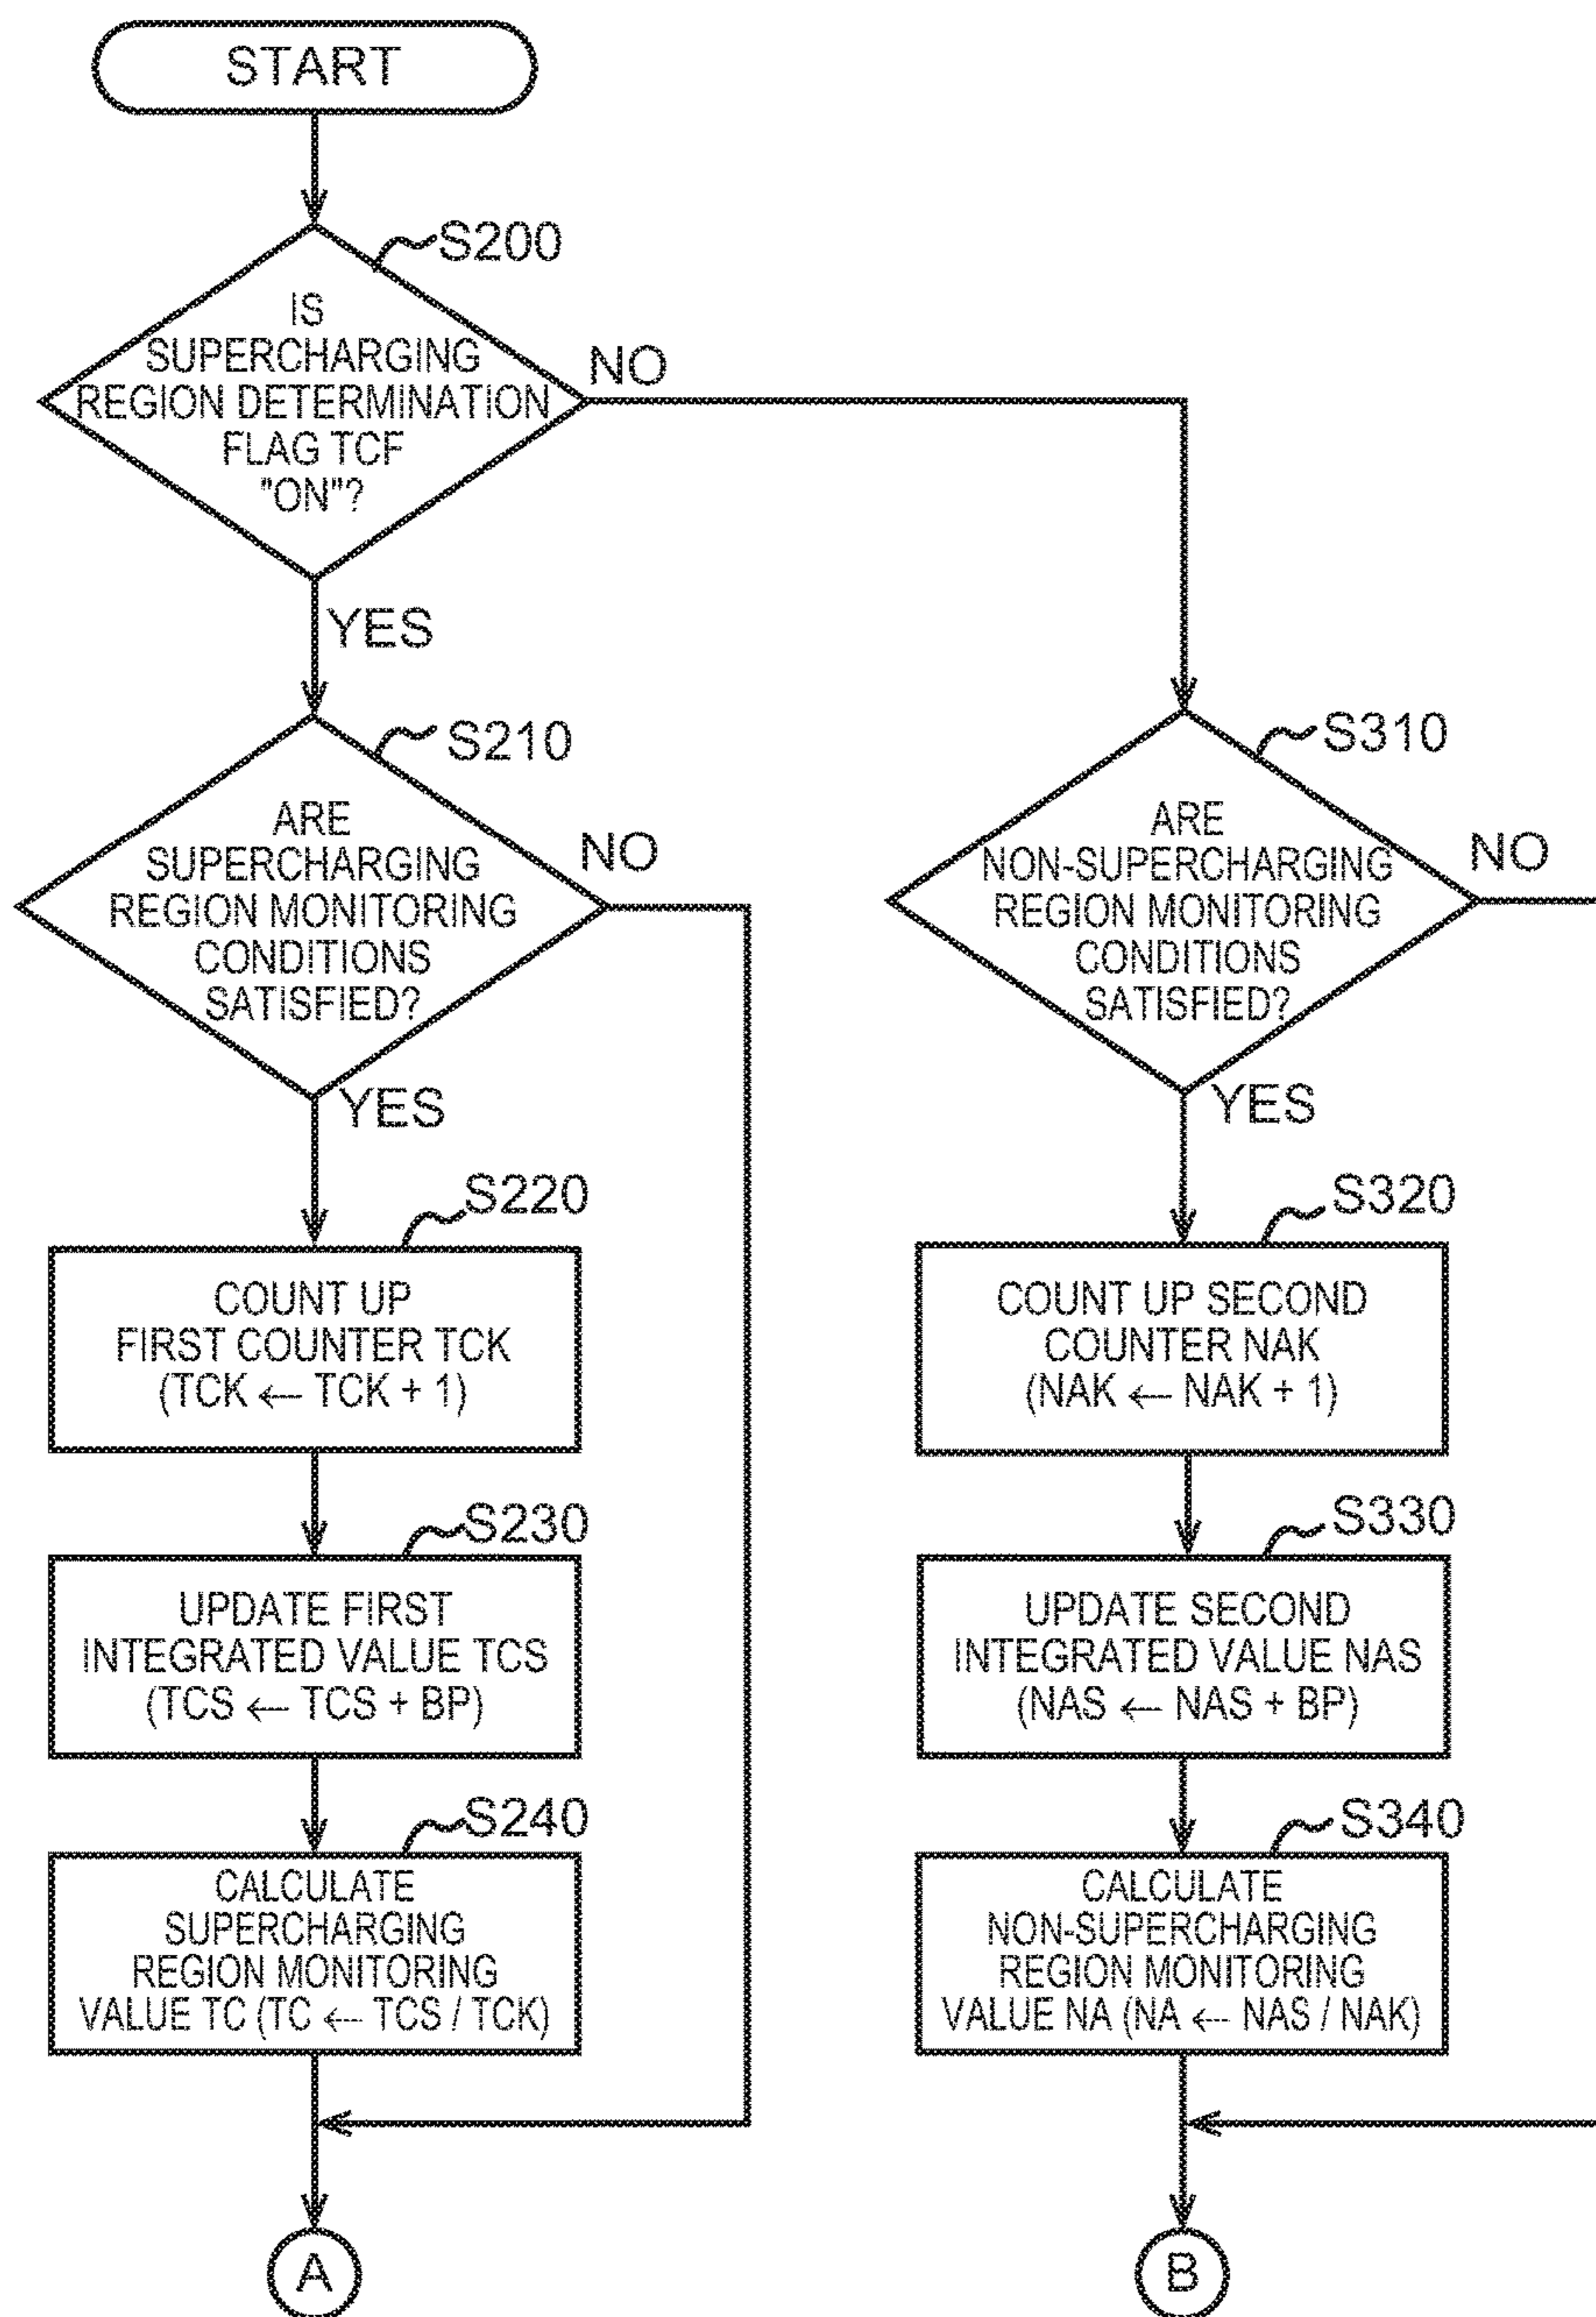 START
S200
IS
SUPERCHARGING
REGION DETERMINATION
FLAG TCF
"ON"?
NO
YES
S210
ARE
SUPERCHARGING
REGION MONITORING
CONDITIONS
SATISFIED?
NO
YES
S220
COUNT UP
FIRST COUNTER TCK
(TCK ← TCK + 1)
S230
UPDATE FIRST
INTEGRATED VALUE TCS
(TCS ← TCS + BP)
S240
CALCULATE
SUPERCHARGING
REGION MONITORING
VALUE TC (TC ← TCS / TCK)
A
S310
ARE
NON-SUPERCHARGING
REGION MONITORING
CONDITIONS
SATISFIED?
NO
YES
S320
COUNT UP SECOND
COUNTER NAK
(NAK ← NAK + 1)
S330
UPDATE SECOND
INTEGRATED VALUE NAS
(NAS ← NAS + BP)
S340
CALCULATE
NON-SUPERCHARGING
REGION MONITORING
VALUE NA (NA ← NAS / NAK)
B